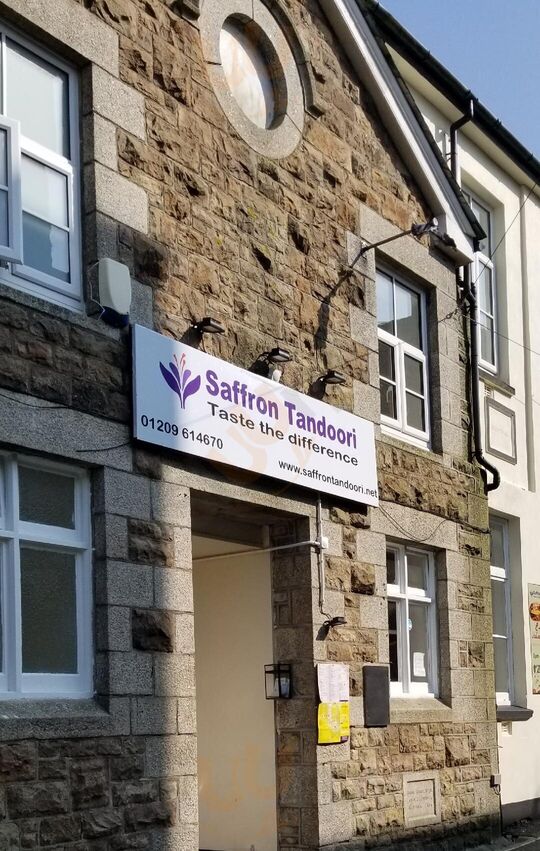 Saffron Tandoori
Taste the difference
01209 614670
www.saffrontandoori.net